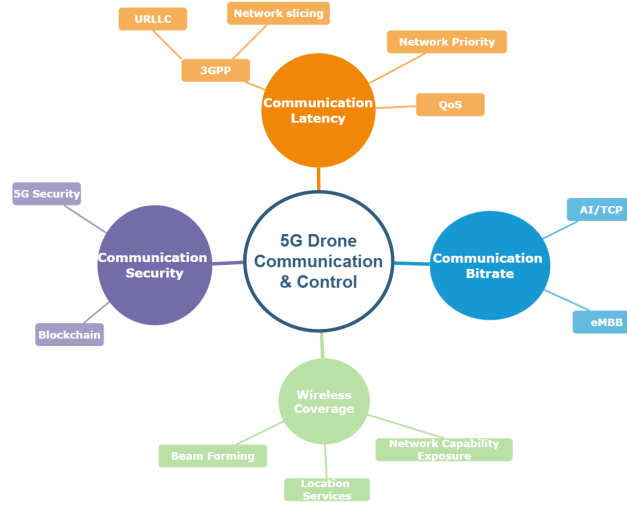 URLLC
Network slicing
3GPP
Network Priority
QoS
Communication
Latency
5G Security
Communication
Security
Blockchain
5G Drone
Communication
& Control
AI/TCP
Communication
Bitrate
eMBB
Wireless
Coverage
Beam Forming
Location
Services
Network Capability
Exposure